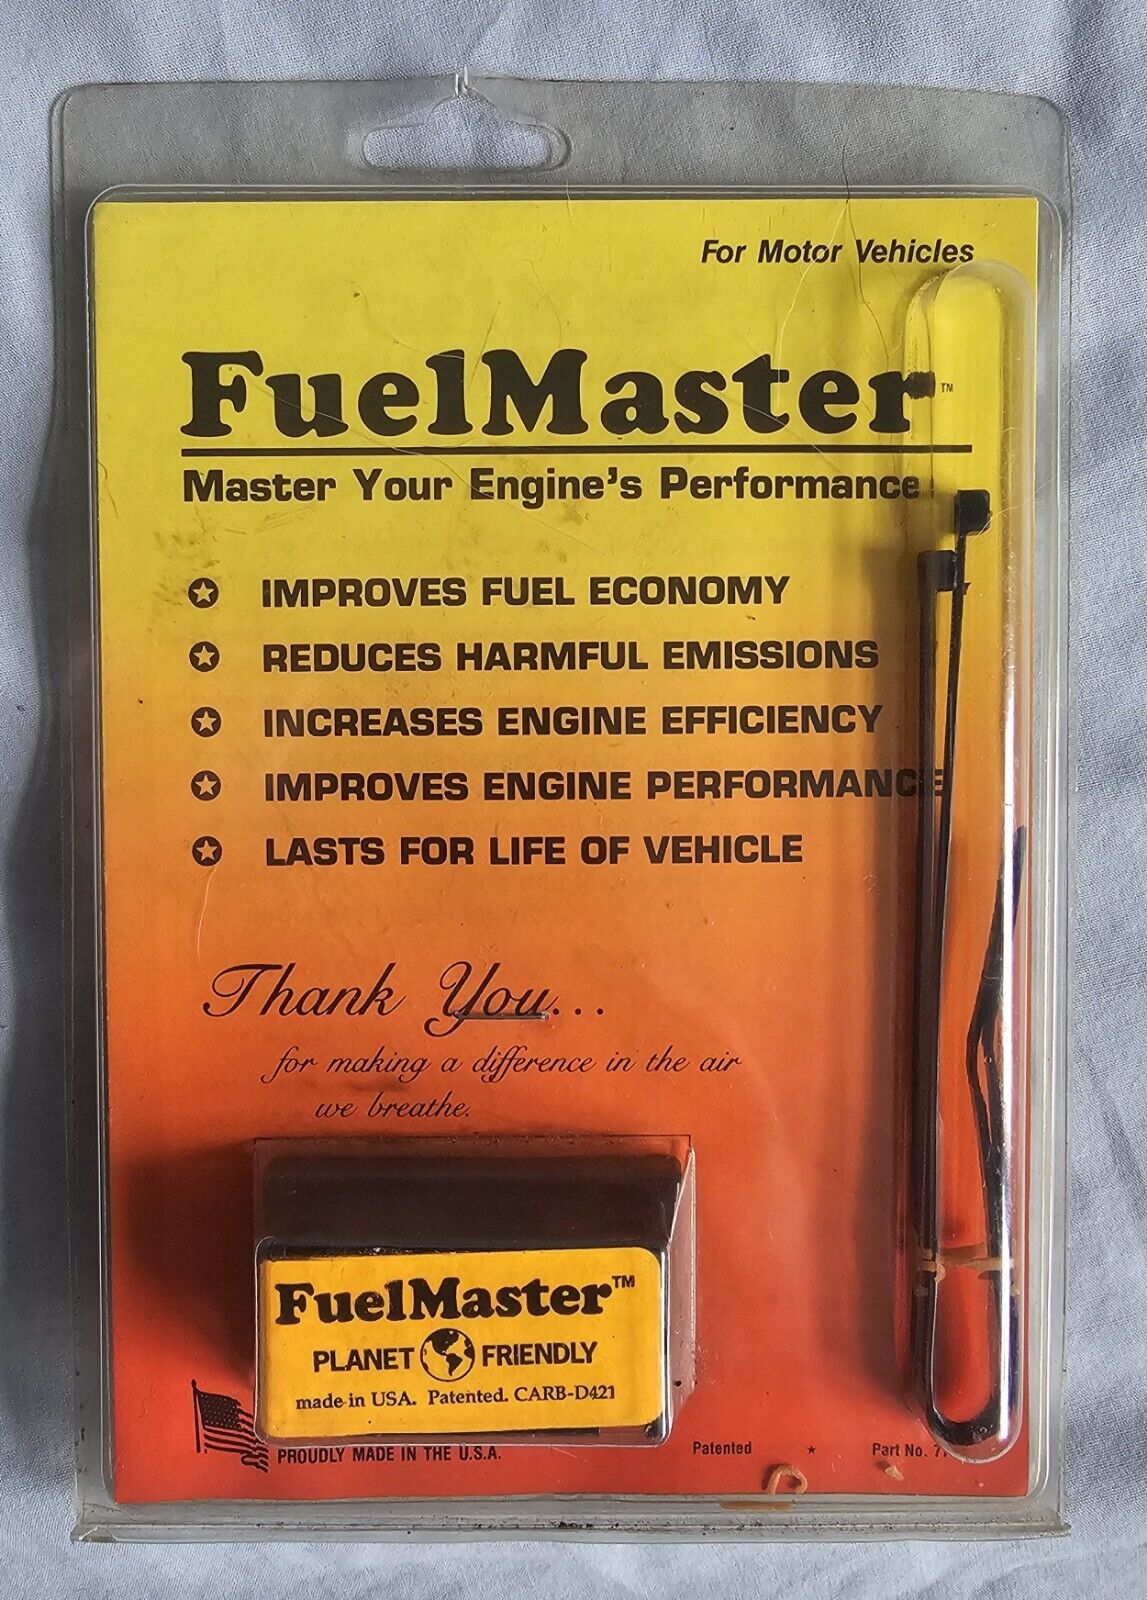 For Motor Vehicles
FuelMaster™
Master Your Engine's Performance
IMPROVES FUEL ECONOMY
REDUCES HARMFUL EMISSIONS
INCREASES ENGINE EFFICIENCY
IMPROVES ENGINE PERFORMANCE
LASTS FOR LIFE OF VEHICLE
Thank You...
for making a difference in the air
we breathe.
FuelMaster™
PLANET FRIENDLY
made in USA. Patented. CARB-D421
PROUDLY MADE IN THE U.S.A.
Patented ★ Part No.